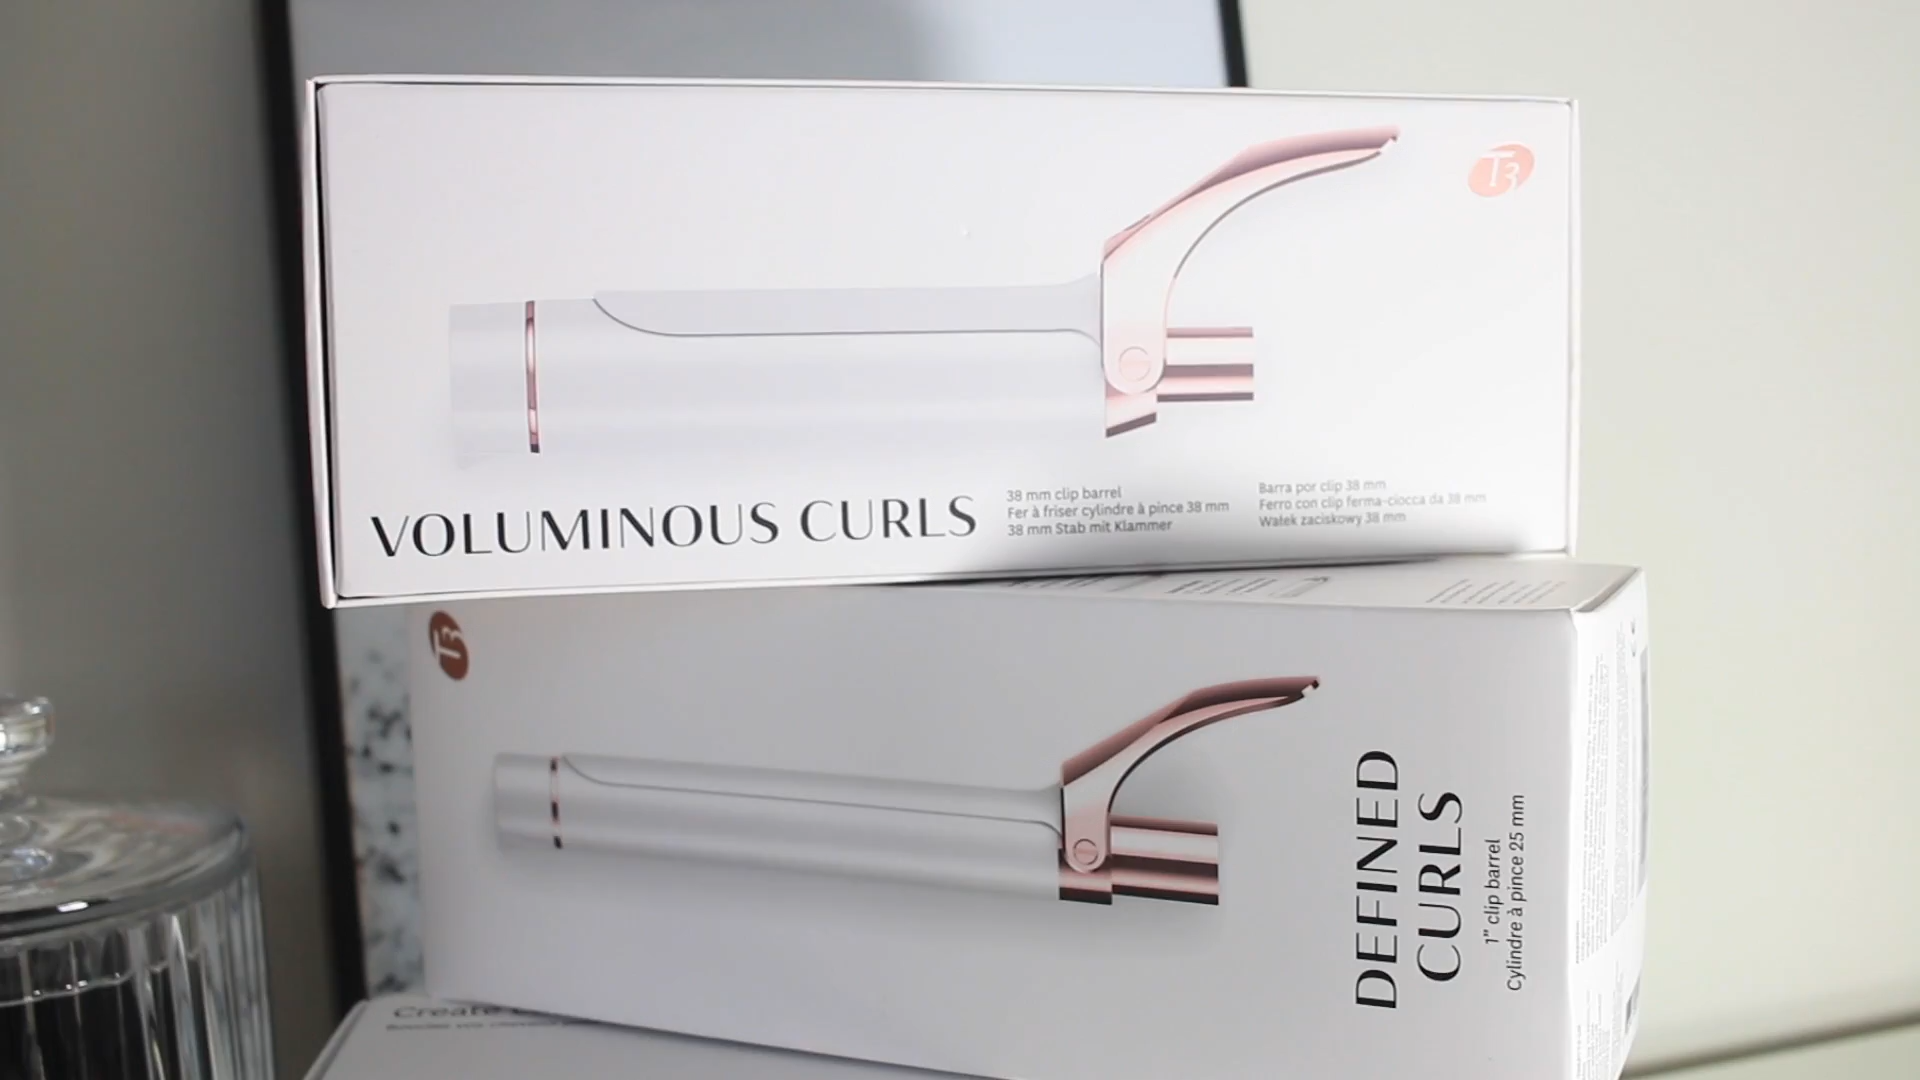 T3
VOLUMINOUS CURLS
38 mm clip barrel
Fer à friser cylindre à pince 38 mm
38 mm Stab mit Klammer
Barra por clip 38 mm
Ferro con clip ferma-ciocca da 38 mm
Wałek zaciskowy 38 mm
T3
DEFINED
CURLS
1" clip barrel
Cylindre à pince 25 mm
Create